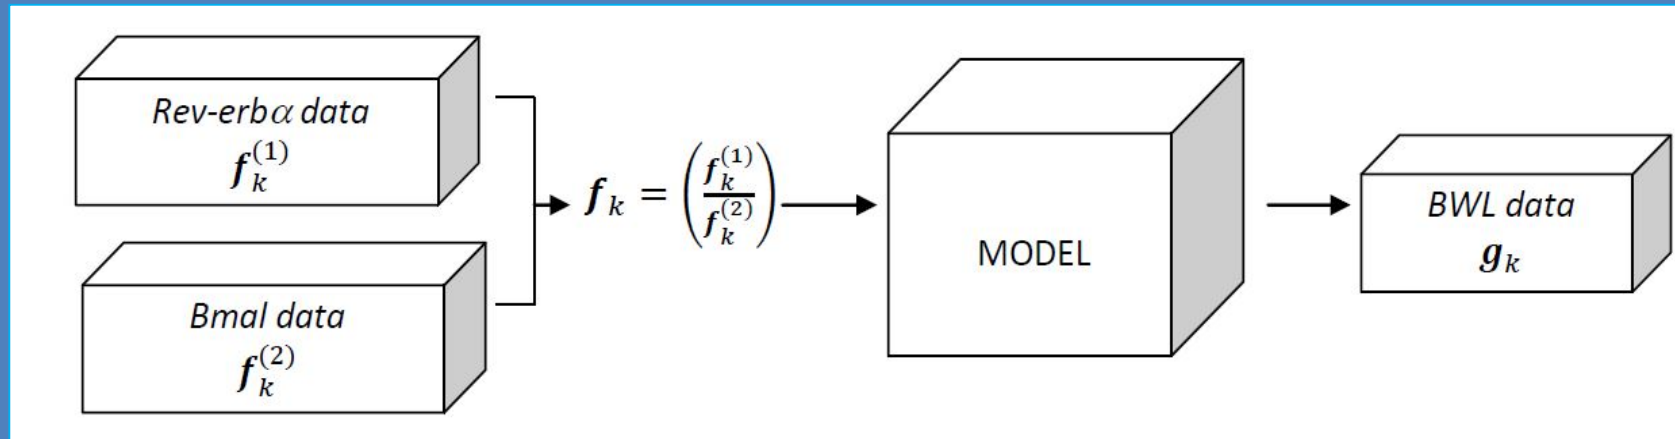 Rev-erbα data
f_k^(1)
Bmal data
f_k^(2)
f_k = (f_k^(1) / f_k^(2))
MODEL
BWL data
g_k